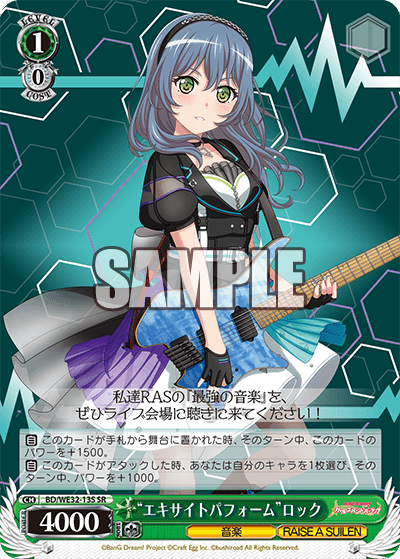 LEVEL
1
0
COST
SAMPLE
私達RASの『最強の音楽』を、
ぜひライブ会場に聴きに来てください!!
自 このカードが手札から舞台に置かれた時、そのターン中、このカードの
パワーを+1500。
自 このカードがアタックした時、あなたは自分のキャラを1枚選び、そのター
ン中、パワーを+1000。
CH BD/WE32-13S SR
POWER 4000 SOUL “エキサイトパフォーム”ロック
音楽 RAISE A SUILEN
©BanG Dream! Project ©Craft Egg Inc. ©bushiroad All Rights Reserved.